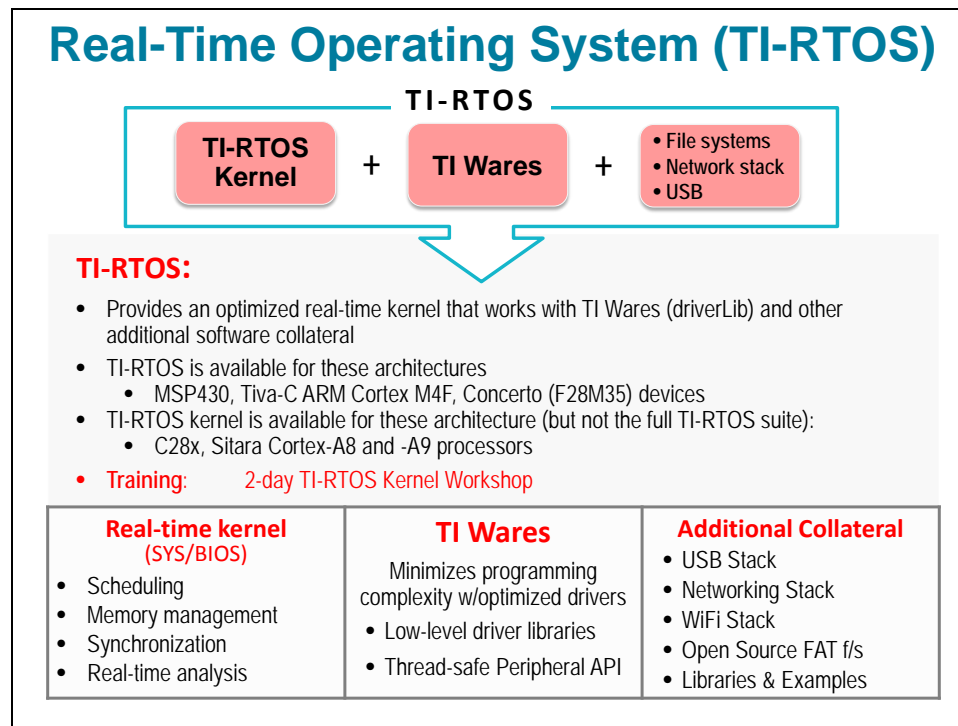 Real-Time Operating System (TI-RTOS)
TI-RTOS
TI-RTOS
Kernel
+
TI Wares
+
• File systems
• Network stack
• USB
TI-RTOS:
• Provides an optimized real-time kernel that works with TI Wares (driverLib) and other
additional software collateral
• TI-RTOS is available for these architectures
• MSP430, Tiva-C ARM Cortex M4F, Concerto (F28M35) devices
• TI-RTOS kernel is available for these architecture (but not the full TI-RTOS suite):
• C28x, Sitara Cortex-A8 and -A9 processors
• Training: 2-day TI-RTOS Kernel Workshop
Real-time kernel
(SYS/BIOS)
• Scheduling
• Memory management
• Synchronization
• Real-time analysis
TI Wares
Minimizes programming
complexity w/optimized drivers
• Low-level driver libraries
• Thread-safe Peripheral API
Additional Collateral
• USB Stack
• Networking Stack
• WiFi Stack
• Open Source FAT f/s
• Libraries & Examples